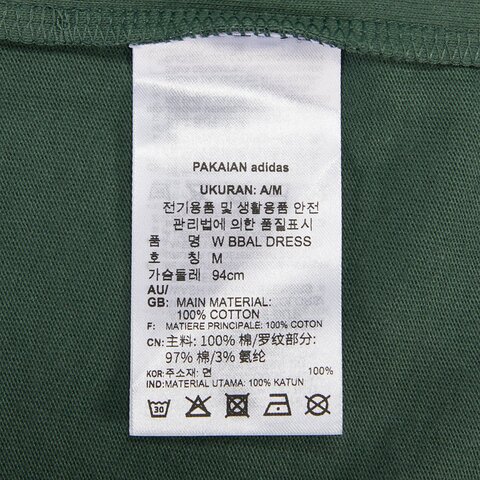 PAKAIAN adidas
UKURAN: A/M
전기용품 및 생활용품 안전
관리법에 의한 품질표시
품 명 W BBAL DRESS
호 칭 M
가슴둘레 94cm
AU/
GB: MAIN MATERIAL:
100% COTTON
F: MATIERE PRINCIPALE: 100% COTON
CN: 主料: 100% 棉/罗纹部分:
97% 棉/3% 氨纶
KOR: 주소재: 면 100%
IND: MATERIAL UTAMA: 100% KATUN
30